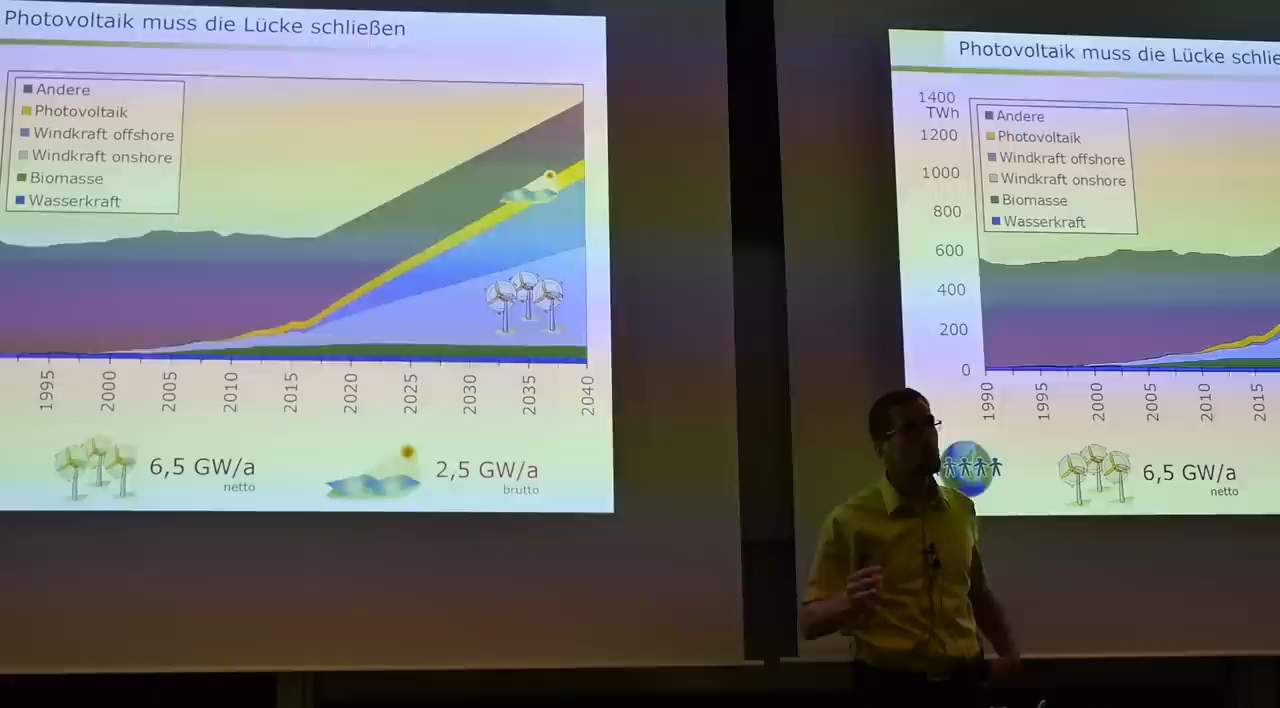 Photovoltaik muss die Lücke schließen
Andere
Photovoltaik
Windkraft offshore
Windkraft onshore
Biomasse
Wasserkraft
1995
2000
2005
2010
2015
2020
2025
2030
2035
2040
6,5 GW/a
netto
2,5 GW/a
brutto
Photovoltaik muss die Lücke schlie
1400
TWh
1200
1000
800
600
400
200
0
Andere
Photovoltaik
Windkraft offshore
Windkraft onshore
Biomasse
Wasserkraft
1990
1995
2000
2005
2010
2015
6,5 GW/a
netto